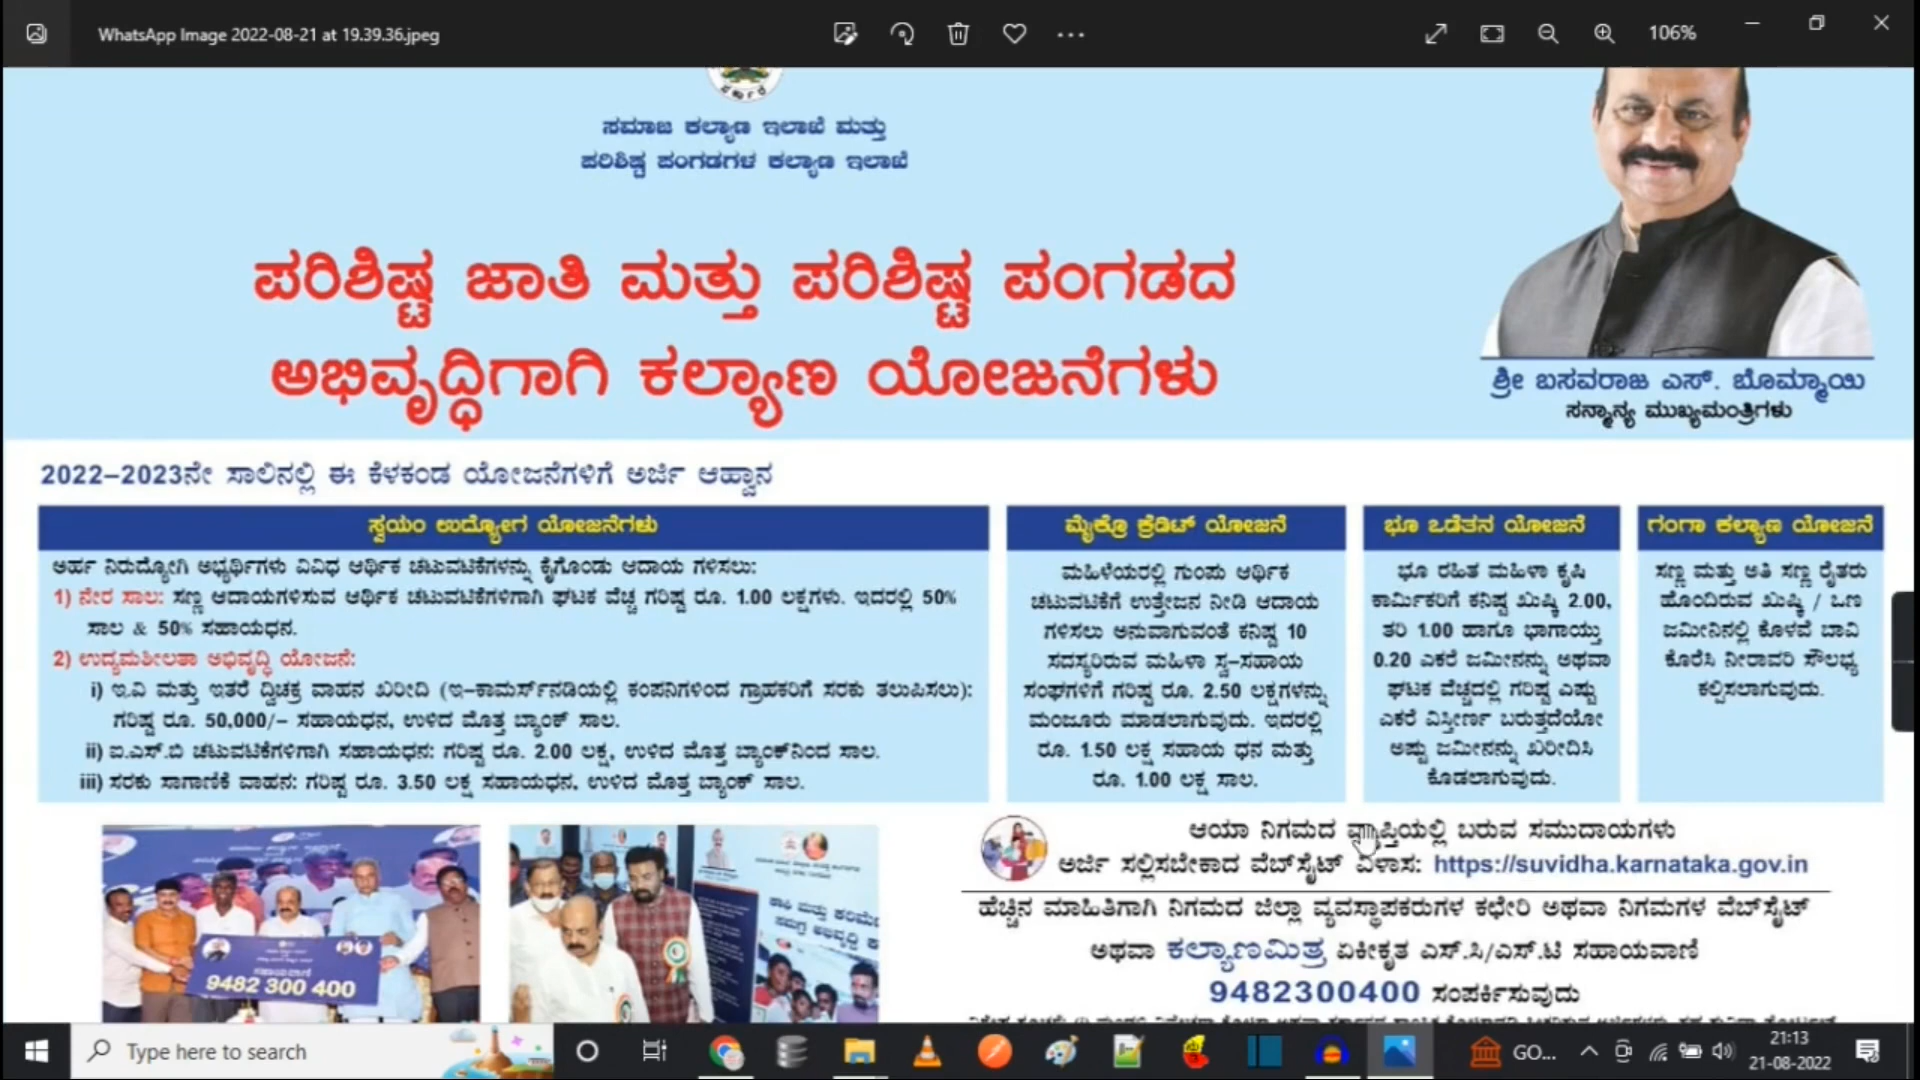 WhatsApp Image 2022-08-21 at 19.39.36.jpeg
106%
ಸಮಾಜ ಕಲ್ಯಾಣ ಇಲಾಖೆ ಮತ್ತು
ಪರಿಶಿಷ್ಟ ಪಂಗಡಗಳ ಕಲ್ಯಾಣ ಇಲಾಖೆ
ಪರಿಶಿಷ್ಟ ಜಾತಿ ಮತ್ತು ಪರಿಶಿಷ್ಟ ಪಂಗಡದ
ಅಭಿವೃದ್ಧಿಗಾಗಿ ಕಲ್ಯಾಣ ಯೋಜನೆಗಳು
ಶ್ರೀ ಬಸವರಾಜ ಎಸ್. ಬೊಮ್ಮಾಯಿ
ಸನ್ಮಾನ್ಯ ಮುಖ್ಯಮಂತ್ರಿಗಳು
2022-2023ನೇ ಸಾಲಿನಲ್ಲಿ ಈ ಕೆಳಕಂಡ ಯೋಜನೆಗಳಿಗೆ ಅರ್ಜಿ ಆಹ್ವಾನ
ಸ್ವಯಂ ಉದ್ಯೋಗ ಯೋಜನೆಗಳು
ಅರ್ಹ ನಿರುದ್ಯೋಗಿ ಅಭ್ಯರ್ಥಿಗಳು ವಿವಿಧ ಆರ್ಥಿಕ ಚಟುವಟಿಕೆಗಳನ್ನು ಕೈಗೊಂಡು ಆದಾಯ ಗಳಿಸಲು:
1) ನೇರ ಸಾಲ: ಸಣ್ಣ ಆದಾಯಗಳಿಸುವ ಆರ್ಥಿಕ ಚಟುವಟಿಕೆಗಳಿಗಾಗಿ ಘಟಕ ವೆಚ್ಚ ಗರಿಷ್ಟ ರೂ. 1.00 ಲಕ್ಷಗಳು. ಇದರಲ್ಲಿ 50%
ಸಾಲ & 50% ಸಹಾಯಧನ.
2) ಉದ್ಯಮಶೀಲತಾ ಅಭಿವೃದ್ಧಿ ಯೋಜನೆ:
i) ಇ.ವಿ ಮತ್ತು ಇತರೆ ದ್ವಿಚಕ್ರ ವಾಹನ ಖರೀದಿ (ಇ-ಕಾಮರ್ಸ್‌ನಡಿಯಲ್ಲಿ ಕಂಪನಿಗಳಿಂದ ಗ್ರಾಹಕರಿಗೆ ಸರಕು ತಲುಪಿಸಲು):
ಗರಿಷ್ಟ ರೂ. 50,000/- ಸಹಾಯಧನ, ಉಳಿದ ಮೊತ್ತ ಬ್ಯಾಂಕ್ ಸಾಲ.
ii) ಐ.ಎಸ್.ಬಿ ಚಟುವಟಿಕೆಗಳಿಗಾಗಿ ಸಹಾಯಧನ: ಗರಿಷ್ಟ ರೂ. 2.00 ಲಕ್ಷ, ಉಳಿದ ಮೊತ್ತ ಬ್ಯಾಂಕ್‌ನಿಂದ ಸಾಲ.
iii) ಸರಕು ಸಾಗಾಣಿಕೆ ವಾಹನ: ಗರಿಷ್ಟ ರೂ. 3.50 ಲಕ್ಷ ಸಹಾಯಧನ, ಉಳಿದ ಮೊತ್ತ ಬ್ಯಾಂಕ್ ಸಾಲ.
ಮೈಕ್ರೊ ಕ್ರೆಡಿಟ್ ಯೋಜನೆ
ಮಹಿಳೆಯರಲ್ಲಿ ಗುಂಪು ಆರ್ಥಿಕ
ಚಟುವಟಿಕೆಗೆ ಉತ್ತೇಜನ ನೀಡಿ ಆದಾಯ
ಗಳಿಸಲು ಅನುವಾಗುವಂತೆ ಕನಿಷ್ಟ 10
ಸದಸ್ಯರಿರುವ ಮಹಿಳಾ ಸ್ವ-ಸಹಾಯ
ಸಂಘಗಳಿಗೆ ಗರಿಷ್ಟ ರೂ. 2.50 ಲಕ್ಷಗಳನ್ನು
ಮಂಜೂರು ಮಾಡಲಾಗುವುದು. ಇದರಲ್ಲಿ
ರೂ. 1.50 ಲಕ್ಷ ಸಹಾಯ ಧನ ಮತ್ತು
ರೂ. 1.00 ಲಕ್ಷ ಸಾಲ.
ಭೂ ಒಡೆತನ ಯೋಜನೆ
ಭೂ ರಹಿತ ಮಹಿಳಾ ಕೃಷಿ
ಕಾರ್ಮಿಕರಿಗೆ ಕನಿಷ್ಟ ಖುಷ್ಕಿ 2.00,
ತರಿ 1.00 ಹಾಗೂ ಭಾಗಾಯ್ತು
0.20 ಎಕರೆ ಜಮೀನನ್ನು ಅಥವಾ
ಘಟಕ ವೆಚ್ಚದಲ್ಲಿ ಗರಿಷ್ಟ ಎಷ್ಟು
ಎಕರೆ ವಿಸ್ತೀರ್ಣ ಬರುತ್ತದೆಯೋ
ಅಷ್ಟು ಜಮೀನನ್ನು ಖರೀದಿಸಿ
ಕೊಡಲಾಗುವುದು.
ಗಂಗಾ ಕಲ್ಯಾಣ ಯೋಜನೆ
ಸಣ್ಣ ಮತ್ತು ಅತಿ ಸಣ್ಣ ರೈತರು
ಹೊಂದಿರುವ ಖುಷ್ಕಿ / ಒಣ
ಜಮೀನಿನಲ್ಲಿ ಕೊಳವೆ ಬಾವಿ
ಕೊರೆಸಿ ನೀರಾವರಿ ಸೌಲಭ್ಯ
ಕಲ್ಪಿಸಲಾಗುವುದು.
ಸಹಾಯವಾಣಿ
9482 300 400
ಆಯಾ ನಿಗಮದ ವ್ಯಾಪ್ತಿಯಲ್ಲಿ ಬರುವ ಸಮುದಾಯಗಳು
ಅರ್ಜಿ ಸಲ್ಲಿಸಬೇಕಾದ ವೆಬ್‌ಸೈಟ್ ವಿಳಾಸ: https://suvidha.karnataka.gov.in
ಹೆಚ್ಚಿನ ಮಾಹಿತಿಗಾಗಿ ನಿಗಮದ ಜಿಲ್ಲಾ ವ್ಯವಸ್ಥಾಪಕರುಗಳ ಕಛೇರಿ ಅಥವಾ ನಿಗಮಗಳ ವೆಬ್‌ಸೈಟ್
ಅಥವಾ ಕಲ್ಯಾಣಮಿತ್ರ ಏಕೀಕೃತ ಎಸ್.ಸಿ/ಎಸ್.ಟಿ ಸಹಾಯವಾಣಿ
9482300400 ಸಂಪರ್ಕಿಸುವುದು
Type here to search
GO...
21:13
21-08-2022